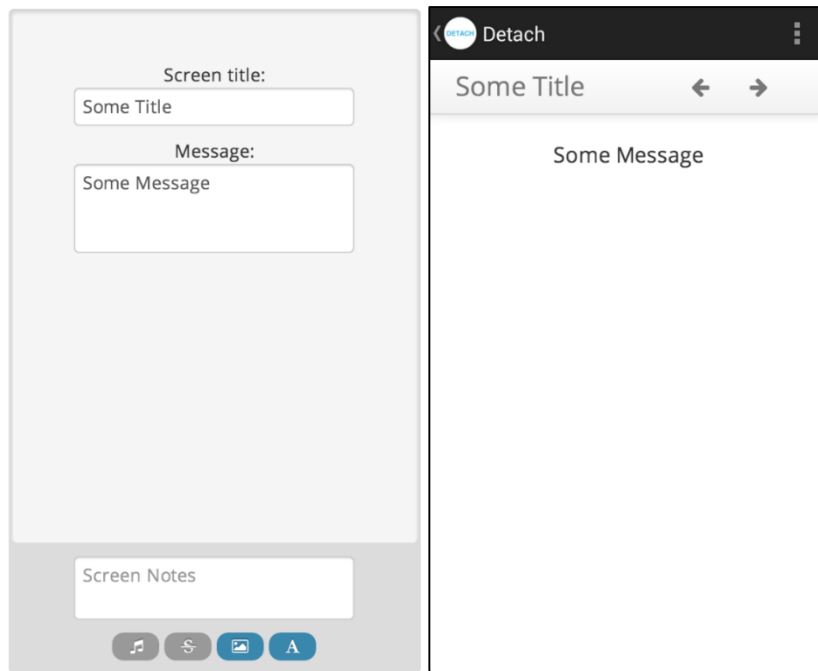 Screen title:
Some Title
Message:
Some Message
Screen Notes
S
A
DETACH
Detach
Some Title
Some Message